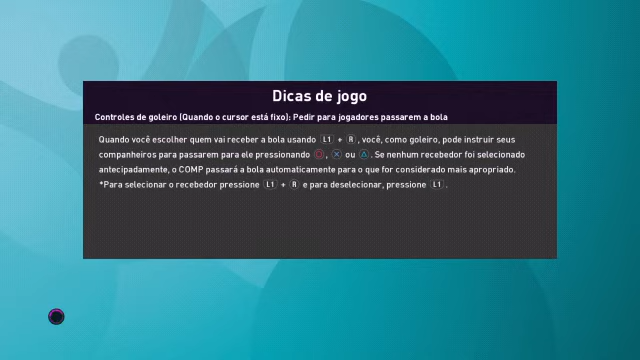 Dicas de jogo
Controles de goleiro (Quando o cursor está fixo): Pedir para jogadores passarem a bola
Quando você escolher quem vai receber a bola usando L1 + R, você, como goleiro, pode instruir seus
companheiros para passarem para ele pressionando □, ✕ ou △. Se nenhum recebedor foi selecionado
antecipadamente, o COMP passará a bola automaticamente para o que for considerado mais apropriado.
*Para selecionar o recebedor pressione L1 + R e para deselecionar, pressione L1.